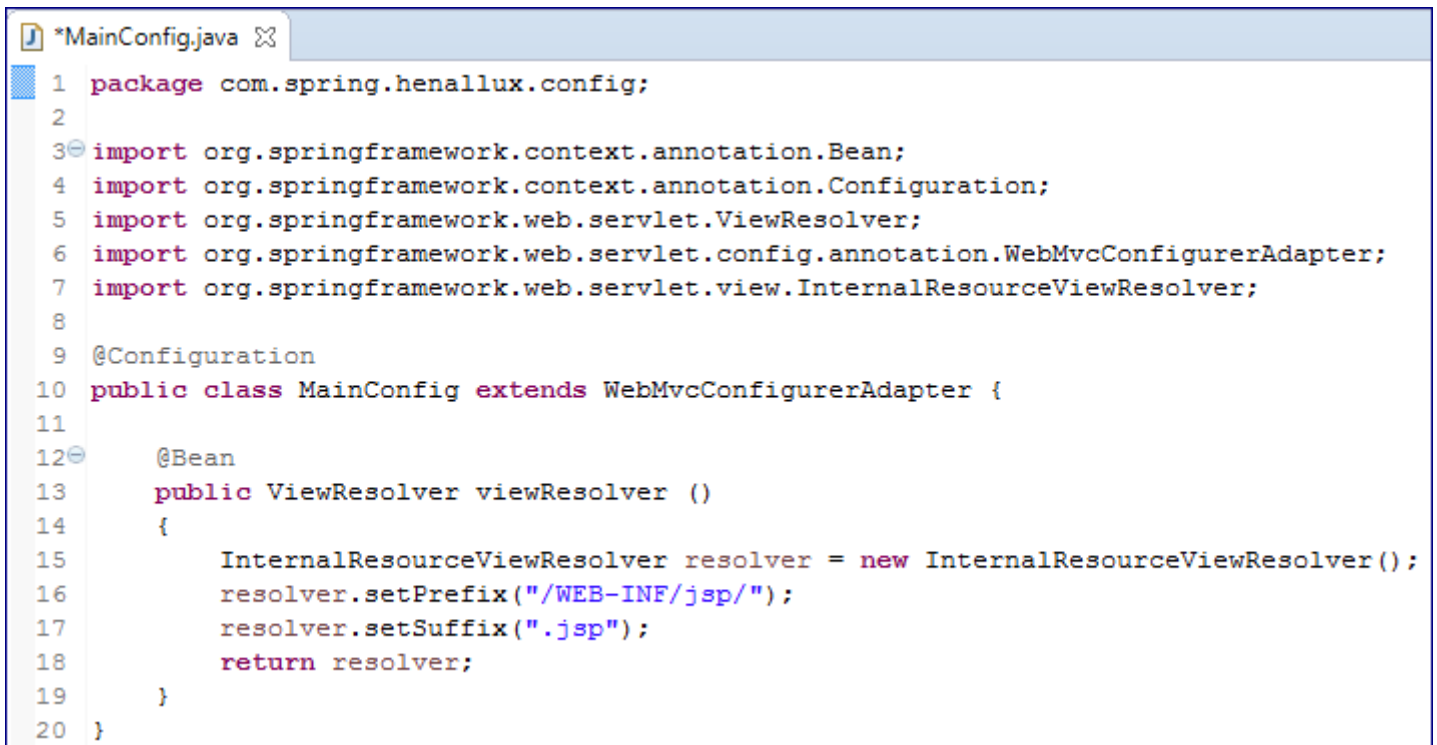 *MainConfig.java
1 package com.spring.henallux.config;
2
3 import org.springframework.context.annotation.Bean;
4 import org.springframework.context.annotation.Configuration;
5 import org.springframework.web.servlet.ViewResolver;
6 import org.springframework.web.servlet.config.annotation.WebMvcConfigurerAdapter;
7 import org.springframework.web.servlet.view.InternalResourceViewResolver;
8
9 @Configuration
10 public class MainConfig extends WebMvcConfigurerAdapter {
11
12     @Bean
13     public ViewResolver viewResolver ()
14     {
15         InternalResourceViewResolver resolver = new InternalResourceViewResolver();
16         resolver.setPrefix("/WEB-INF/jsp/");
17         resolver.setSuffix(".jsp");
18         return resolver;
19     }
20 }